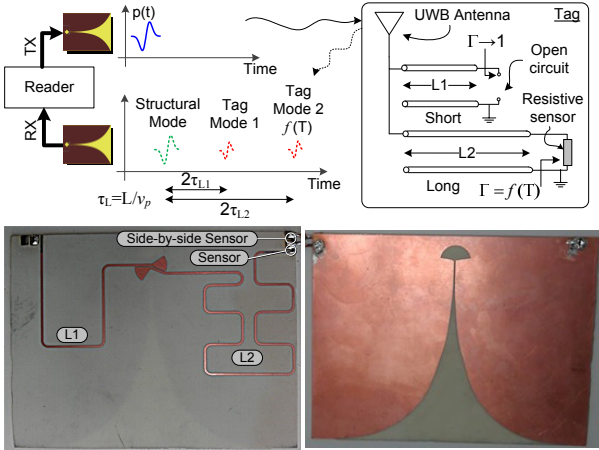 TX
Reader
RX
p(t)
Time
Structural
Mode
Tag
Mode 1
Tag
Mode 2
f(T)
Time
2τL1
2τL2
τL=L/vp
Tag
UWB Antenna
Γ→1
Open
circuit
L1
Short
Resistive
sensor
L2
Γ = f(T)
Long
Side-by-side Sensor
Sensor
L1
L2